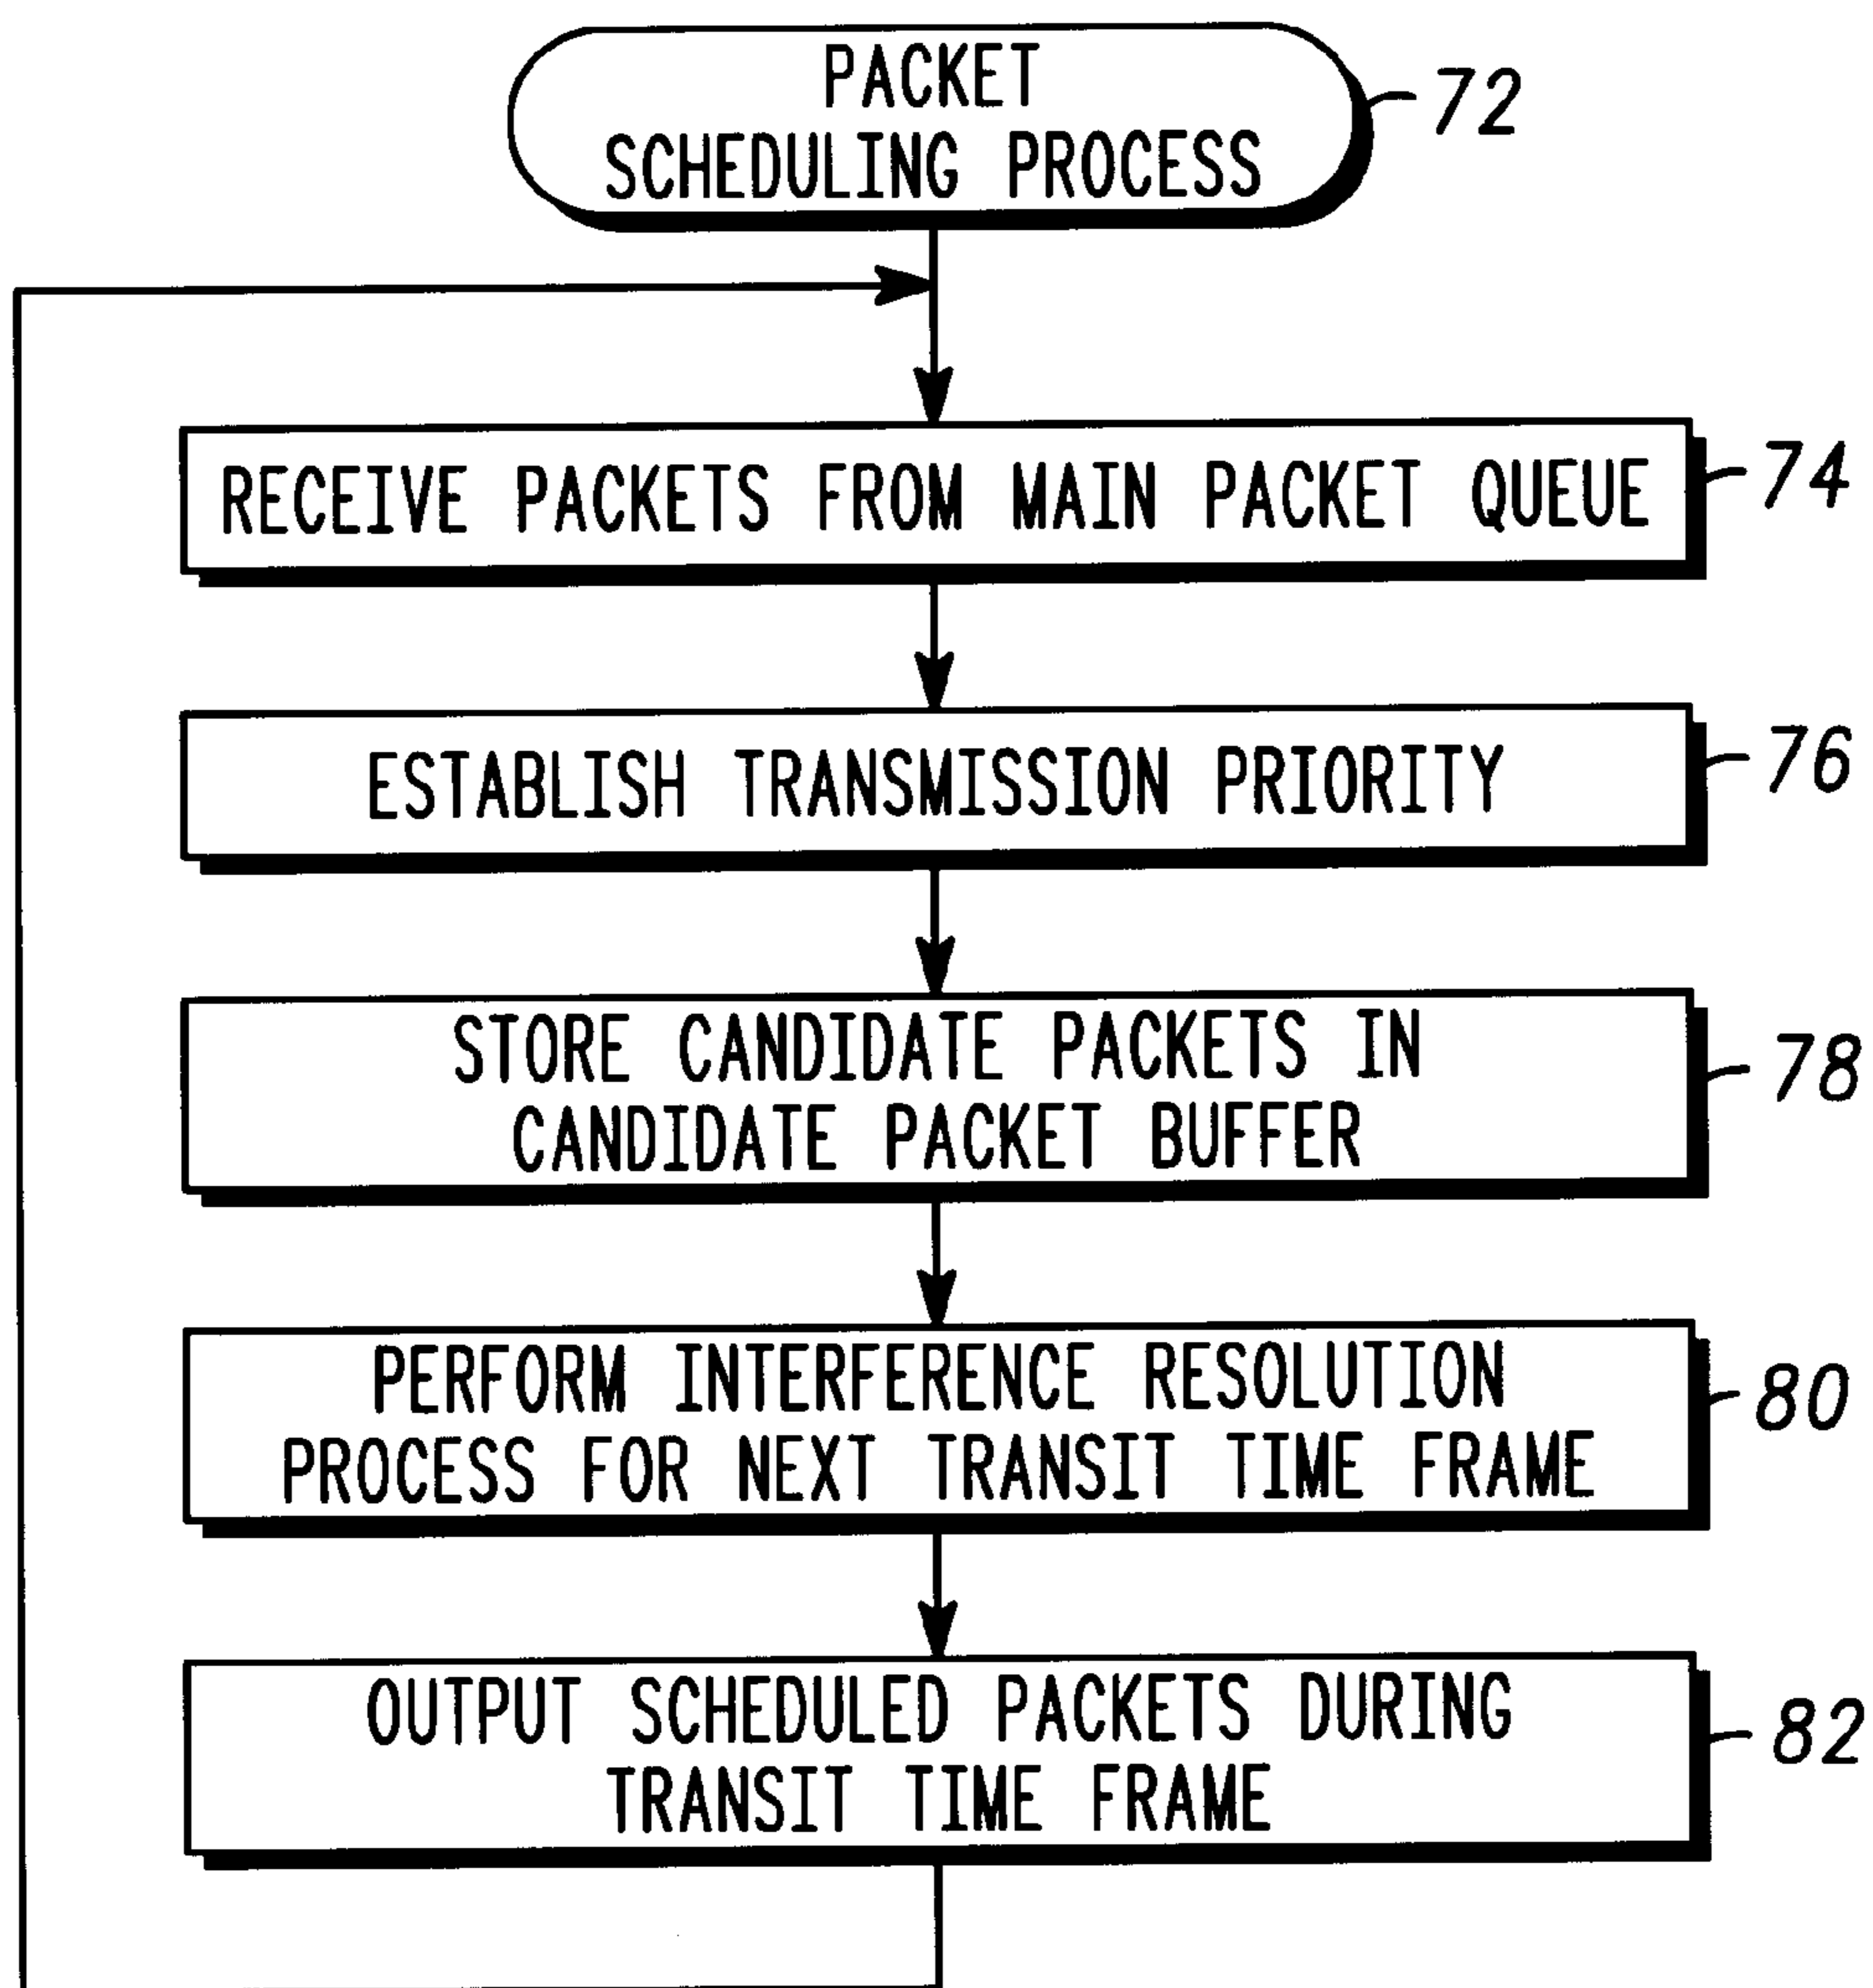 PACKET
SCHEDULING PROCESS
72
RECEIVE PACKETS FROM MAIN PACKET QUEUE
74
ESTABLISH TRANSMISSION PRIORITY
76
STORE CANDIDATE PACKETS IN
CANDIDATE PACKET BUFFER
78
PERFORM INTERFERENCE RESOLUTION
PROCESS FOR NEXT TRANSIT TIME FRAME
80
OUTPUT SCHEDULED PACKETS DURING
TRANSIT TIME FRAME
82